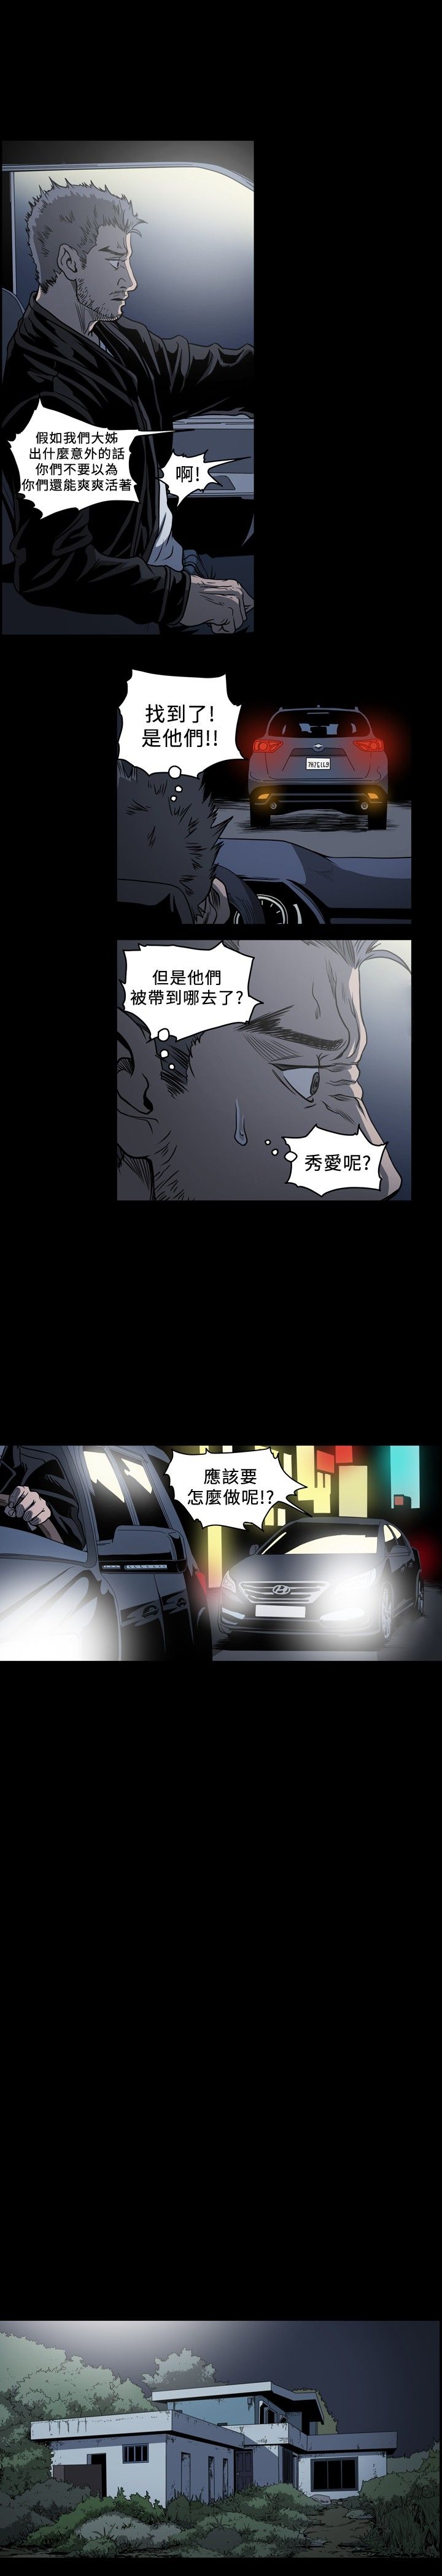 假如我們大姊
出什麼意外的話
你們不要以為
你們還能爽爽活著
啊!
找到了!
是他們!!
但是他們
被帶到哪去了?
秀愛呢?
應該要
怎麼做呢!?